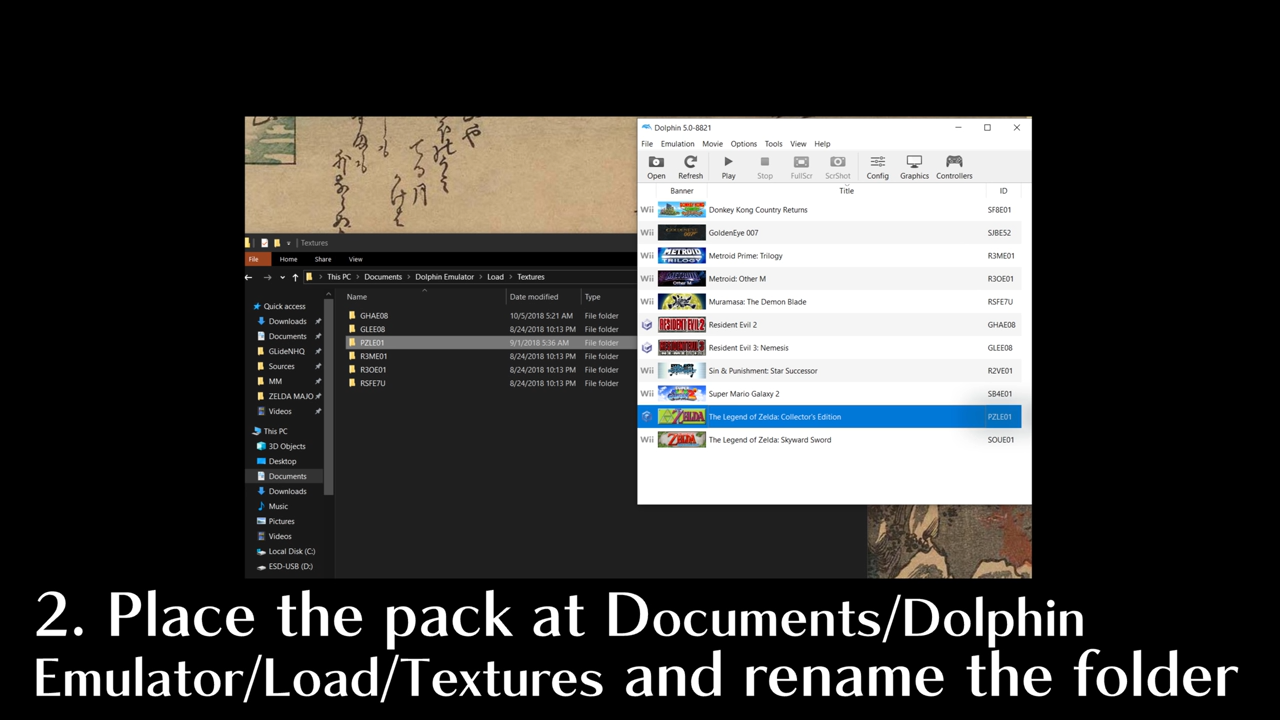 Dolphin 5.0-8821
File Emulation Movie Options Tools View Help
Open Refresh Play Stop FullScr ScrShot Config Graphics Controllers
Banner Title ID
Wii Donkey Kong Country Returns SF8E01
Wii GoldenEye 007 SJBE52
Wii METROID TRILOGY Metroid Prime: Trilogy R3ME01
Wii Other M Metroid: Other M R3OE01
Wii Muramasa: The Demon Blade RSFE7U
RESIDENT EVIL 2 Resident Evil 2 GHAE08
Resident Evil 3: Nemesis GLEE08
Wii Sin & Punishment: Star Successor R2VE01
Wii Super Mario Galaxy 2 SB4E01
ZELDA The Legend of Zelda: Collector's Edition PZLE01
Wii ZELDA The Legend of Zelda: Skyward Sword SOUE01
Textures
File Home Share View
This PC > Documents > Dolphin Emulator > Load > Textures
Name Date modified Type
GHAE08 10/5/2018 5:21 AM File folder
GLEE08 8/24/2018 10:13 PM File folder
PZLE01 9/1/2018 5:36 AM File folder
R3ME01 8/24/2018 10:13 PM File folder
R3OE01 8/24/2018 10:13 PM File folder
RSFE7U 8/24/2018 10:13 PM File folder
Quick access
Downloads
Documents
GLideNHQ
Sources
MM
ZELDA MAJO
Videos
This PC
3D Objects
Desktop
Documents
Downloads
Music
Pictures
Videos
Local Disk (C:)
ESD-USB (D:)
2. Place the pack at Documents/Dolphin
Emulator/Load/Textures and rename the folder